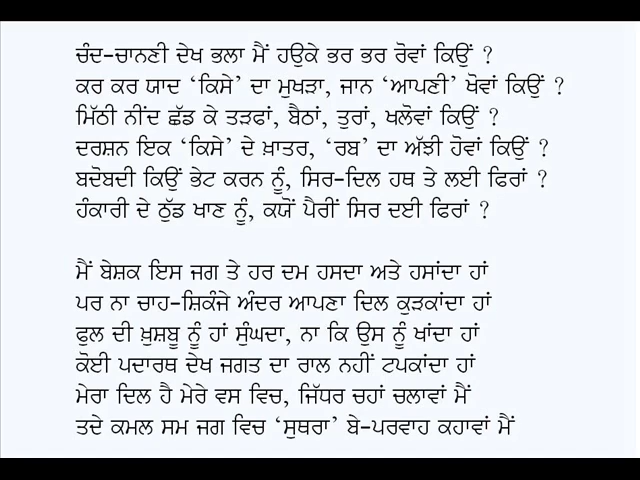 ਚੰਦ-ਚਾਨਣੀ ਦੇਖ ਭਲਾ ਮੈਂ ਹਉਕੇ ਭਰ ਭਰ ਰੋਵਾਂ ਕਿਉਂ ?
ਕਰ ਕਰ ਯਾਦ ‘ਕਿਸੇ’ ਦਾ ਮੁਖੜਾ, ਜਾਨ ‘ਆਪਣੀ’ ਖੋਵਾਂ ਕਿਉਂ ?
ਮਿੱਠੀ ਨੀਂਦ ਛੱਡ ਕੇ ਤੜਫਾਂ, ਬੈਠਾਂ, ਤੁਰਾਂ, ਖਲੋਵਾਂ ਕਿਉਂ ?
ਦਰਸ਼ਨ ਇਕ ‘ਕਿਸੇ’ ਦੇ ਖ਼ਾਤਰ, ‘ਰਬ’ ਦਾ ਅੱਝੀ ਹੋਵਾਂ ਕਿਉਂ ?
ਬਦੋਬਦੀ ਕਿਉਂ ਭੇਟ ਕਰਨ ਨੂੰ, ਸਿਰ-ਦਿਲ ਹਥ ਤੇ ਲਈ ਫਿਰਾਂ ?
ਹੰਕਾਰੀ ਦੇ ਠੁੱਡ ਖਾਣ ਨੂੰ, ਕਯੋਂ ਪੈਰੀਂ ਸਿਰ ਦਈ ਫਿਰਾਂ ?
ਮੈਂ ਬੇਸ਼ਕ ਇਸ ਜਗ ਤੇ ਹਰ ਦਮ ਹਸਦਾ ਅਤੇ ਹਸਾਂਦਾ ਹਾਂ
ਪਰ ਨਾ ਚਾਹ-ਸ਼ਿਕੰਜੇ ਅੰਦਰ ਆਪਣਾ ਦਿਲ ਕੁੜਕਾਂਦਾ ਹਾਂ
ਫੁਲ ਦੀ ਖ਼ੁਸ਼ਬੂ ਨੂੰ ਹਾਂ ਸੁੰਘਦਾ, ਨਾ ਕਿ ਉਸ ਨੂੰ ਖਾਂਦਾ ਹਾਂ
ਕੋਈ ਪਦਾਰਥ ਦੇਖ ਜਗਤ ਦਾ ਰਾਲ ਨਹੀਂ ਟਪਕਾਂਦਾ ਹਾਂ
ਮੇਰਾ ਦਿਲ ਹੈ ਮੇਰੇ ਵਸ ਵਿਚ, ਜਿੱਧਰ ਚਹਾਂ ਚਲਾਵਾਂ ਮੈਂ
ਤਦੇ ਕਮਲ ਸਮ ਜਗ ਵਿਚ ‘ਸੁਥਰਾ’ ਬੇ-ਪਰਵਾਹ ਕਹਾਵਾਂ ਮੈਂ